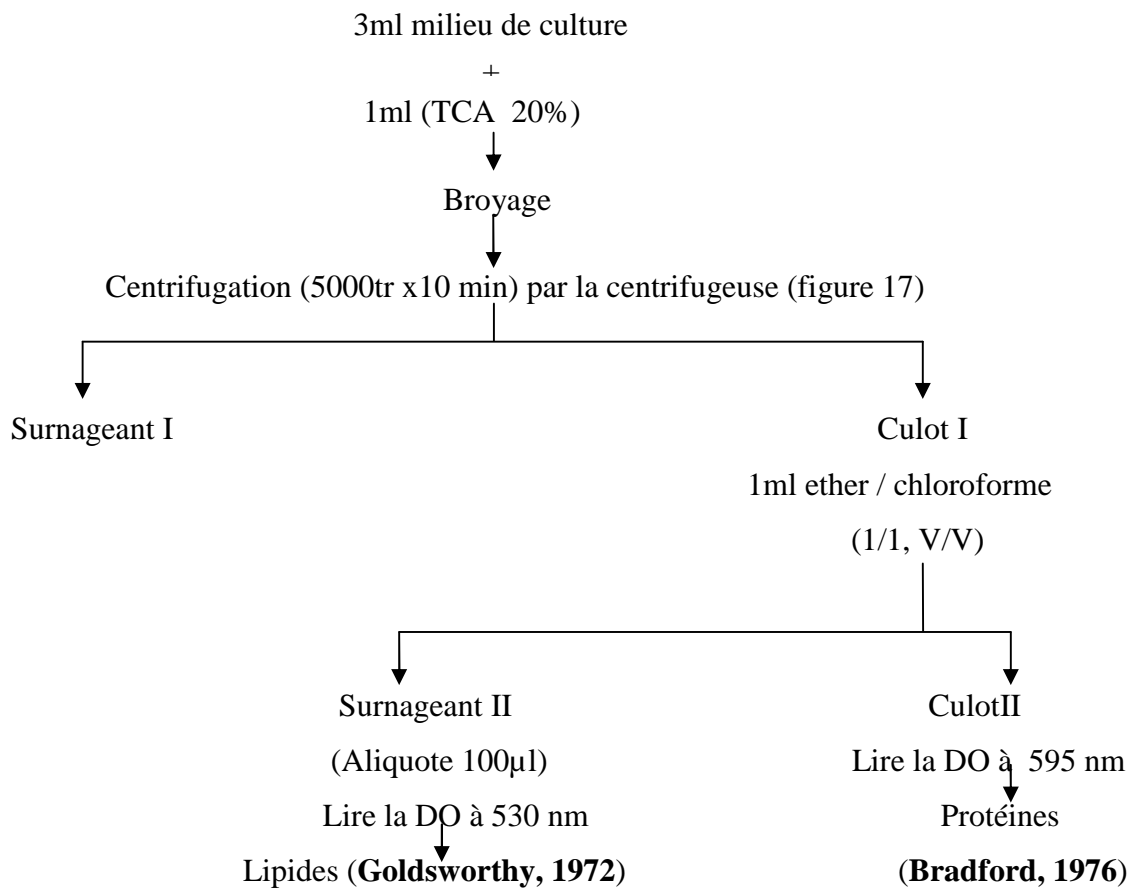 3ml milieu de culture
+
1ml (TCA 20%)
Broyage
Centrifugation (5000tr x10 min) par la centrifugeuse (figure 17)
Surnageant I
Culot I
1ml ether / chloroforme
(1/1, V/V)
Surnageant II
(Aliquote 100µl)
Lire la DO à 530 nm
Lipides (Goldsworthy, 1972)
CulotII
Lire la DO à 595 nm
Protéines
(Bradford, 1976)